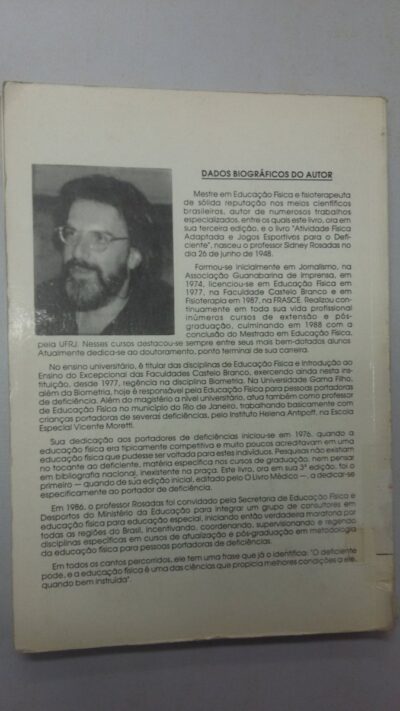 DADOS BIOGRÁFICOS DO AUTOR
Mestre em Educação Física e fisioterapeuta
de sólida reputação nos meios científicos
brasileiros, autor de numerosos trabalhos
especializados, entre os quais este livro, ora em
sua terceira edição, e o livro "Atividade Física
Adaptada e Jogos Esportivos para o Defi-
ciente", nasceu o professor Sidney Rosadas no
dia 26 de junho de 1948.
Formou-se inicialmente em Jornalismo, na
Associação Guanabarina de Imprensa, em
1974, licenciou-se em Educação Física em
1977, na Faculdade Castelo Branco e em
Fisioterapia em 1987, na FRASCE. Realizou
continuamente em toda sua vida profissional
inúmeros cursos de extensão e pós-
graduação, culminando em 1988 com a
conclusão do Mestrado em Educação Física,
pela UFRJ. Nesses cursos destacou-se sempre entre seus mais bem-dotados alunos
Atualmente dedica-se ao doutoramento, ponto terminal de sua carreira.
No ensino universitário, é titular das disciplinas de Educação Física e Introdução ao
Ensino do Excepcional das Faculdades Castelo Branco, exercendo ainda nesta ins-
tituição, desde 1977, regência na disciplina Biometria. Na Universidade Gama Filho,
além da Biometria, hoje é responsável pela Educação Física para pessoas portadoras
de deficiência. Além do magistério a nível universitário, atua também como professor
de Educação Física no município do Rio de Janeiro, trabalhando basicamente com
crianças portadoras de severas deficiências, pelo Instituto Helena Antipoff, na Escola
Especial Vicente Moretti.
Sua dedicação aos portadores de deficiências iniciou-se em 1976, quando a
educação física era tipicamente competitiva e muito poucos acreditavam em uma
educação física que pudesse ser voltada para estes indivíduos. Pesquisas não existiam
no tocante ao deficiente, matéria específica nos cursos de graduação, nem pensar
em bibliografia nacional, inexistente na praça. Este livro, ora em sua 3ª edição, foi o
primeiro — quando de sua edição inicial, editado pelo O Livro Médico —, a dedicar-se
especificamente ao portador de deficiência.
Em 1986, o professor Rosadas foi convidado pela Secretaria de Educação Física e
Desportos do Ministério da Educação para integrar um grupo de consultores em
educação física para educação especial, iniciando então verdadeira maratona por
todas as regiões do Brasil, incentivando, coordenando, supervisionando e regendo
disciplinas específicas em cursos de atualização e pós-graduação em metodologia
da educação física para pessoas portadoras de deficiências.
Em todos os cantos percorridos, ele tem uma frase que já o identifica: "O deficiente
pode, e a educação física é uma das ciências que propicia melhores condições a ele,
quando bem instruída".